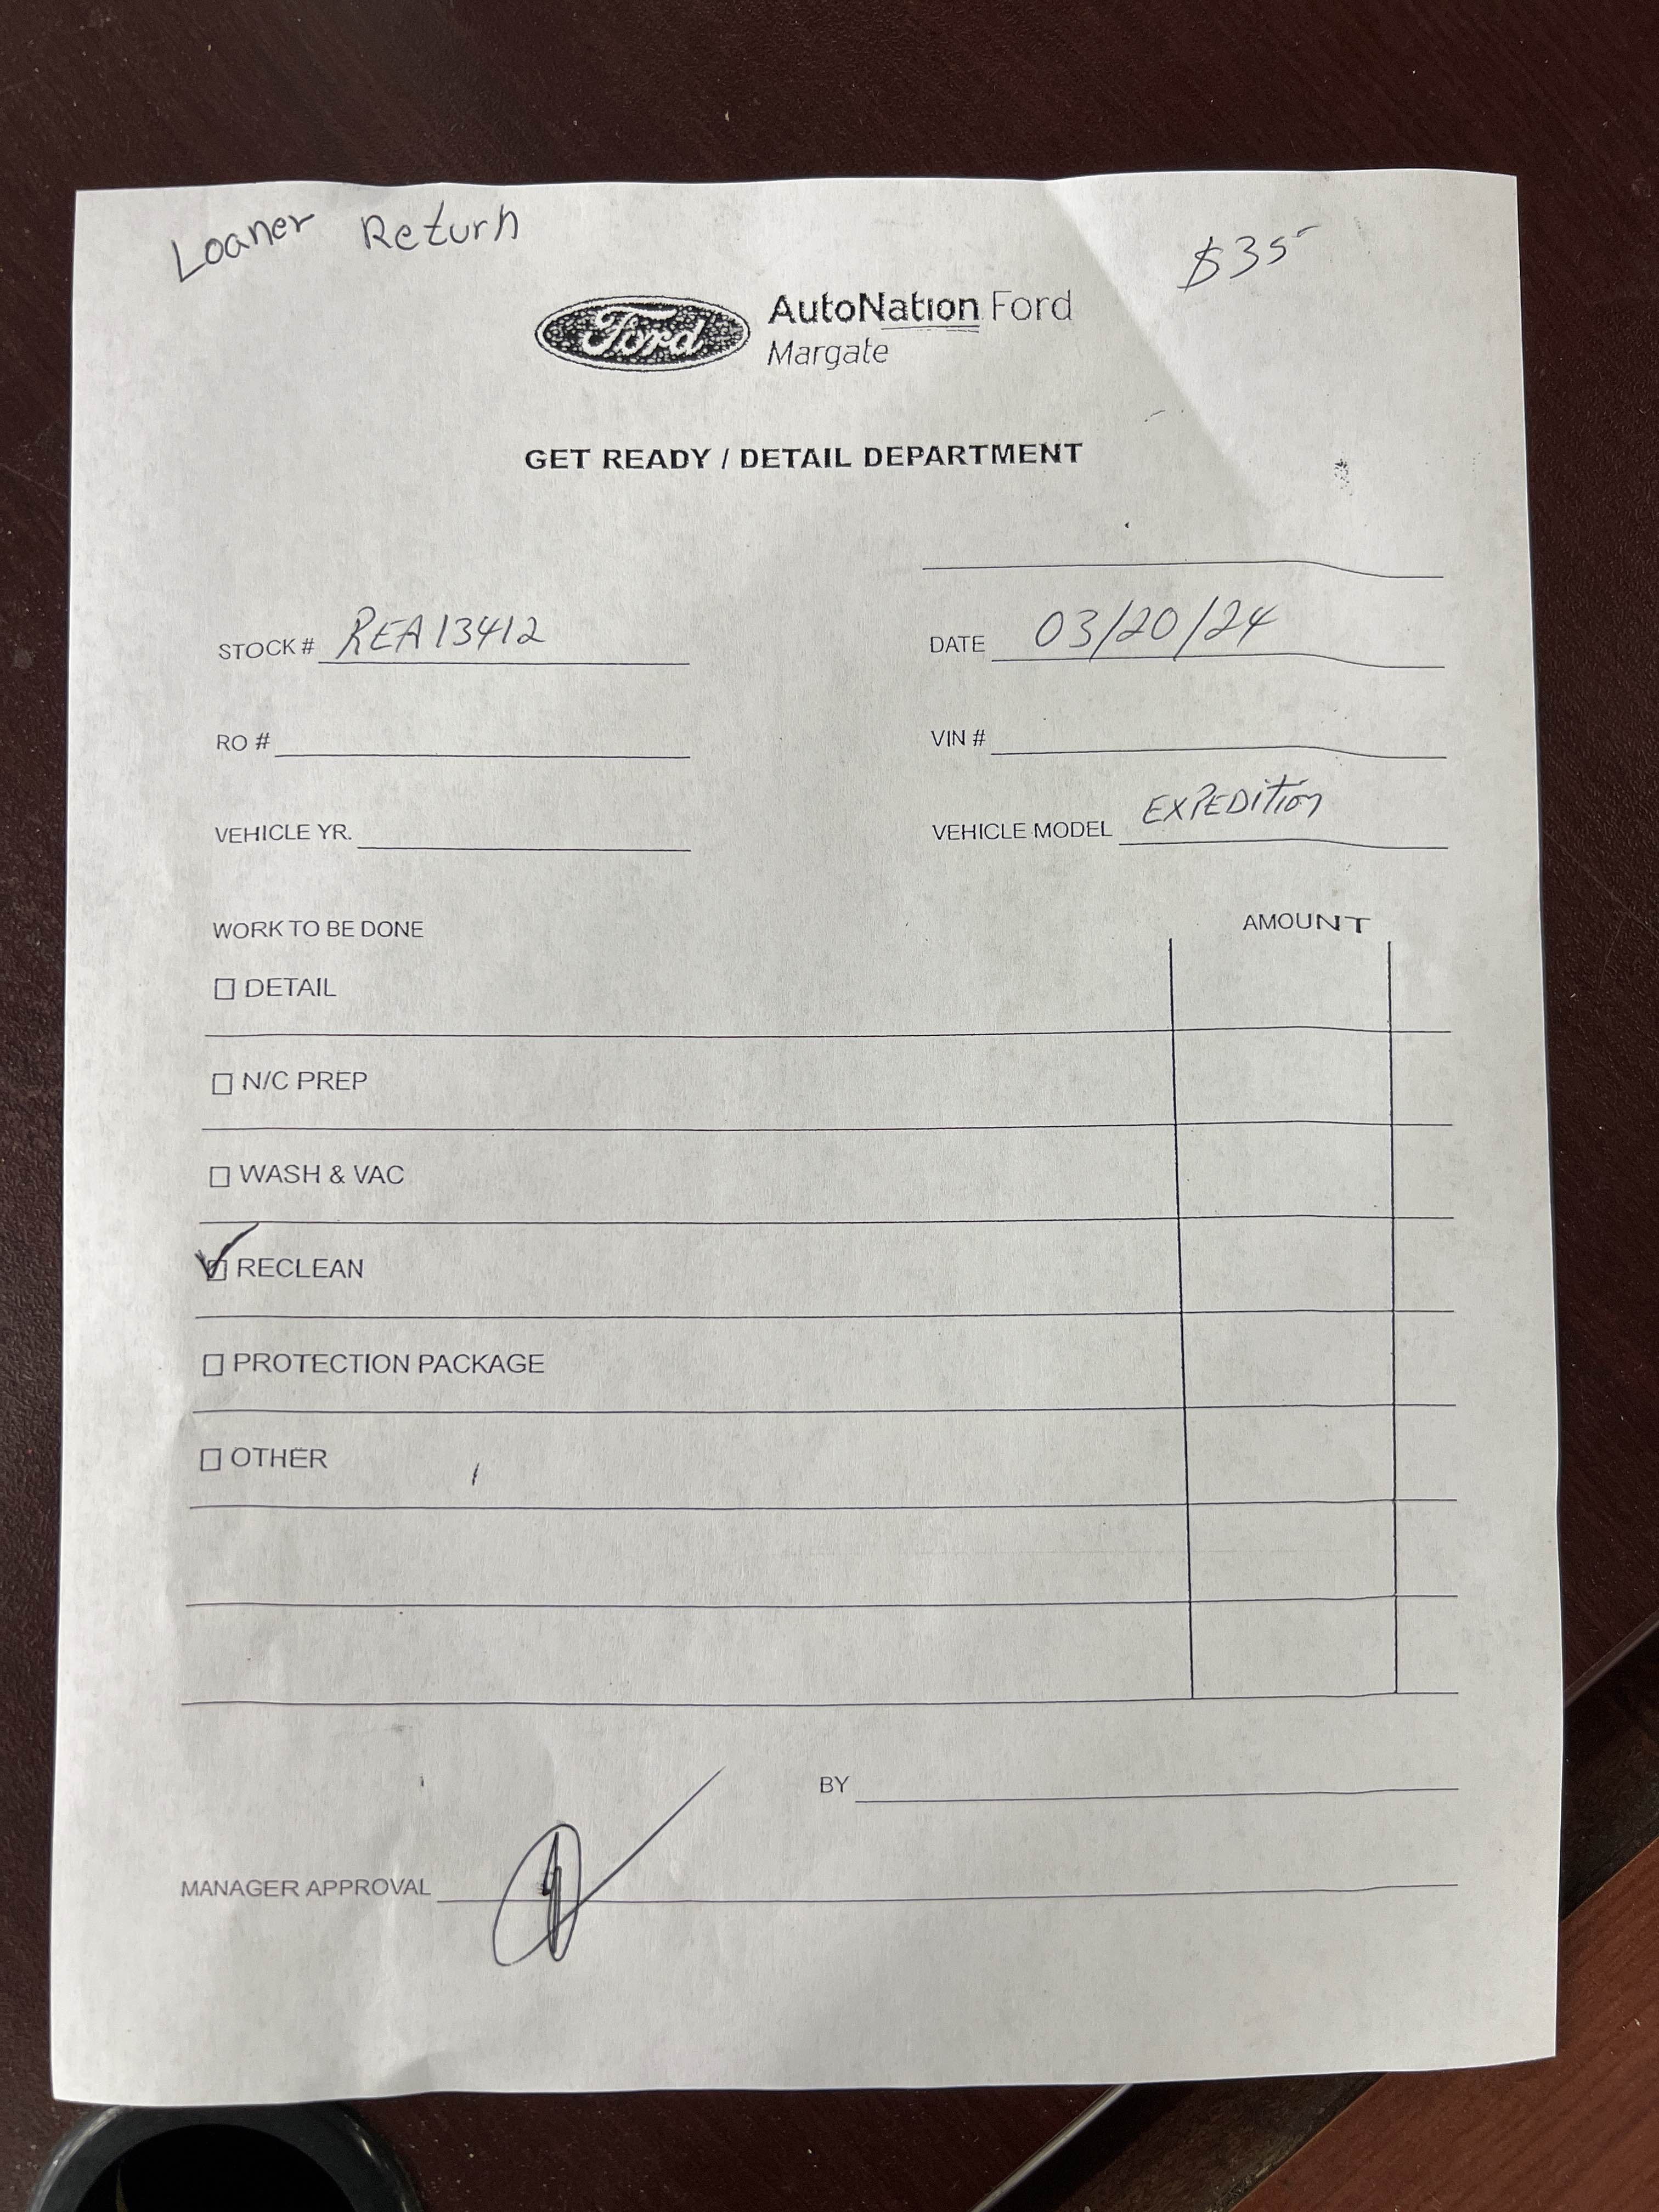 Loaner Return
$35-
Ford
AutoNation Ford
Margate
GET READY / DETAIL DEPARTMENT
STOCK # REA13412
DATE 03/20/24
RO #
VIN #
VEHICLE YR.
VEHICLE MODEL EXPEDITION
WORK TO BE DONE
AMOUNT
DETAIL
N/C PREP
WASH & VAC
RECLEAN
PROTECTION PACKAGE
OTHER
BY
MANAGER APPROVAL